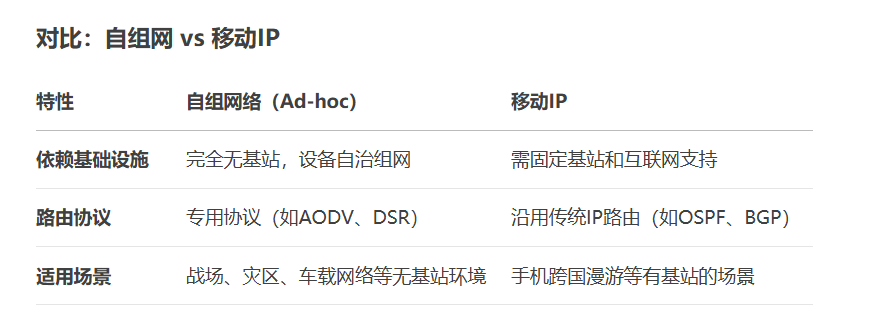 对比：自组网 vs 移动IP
特性 自组网络（Ad-hoc） 移动IP
依赖基础设施 完全无基站，设备自治组网 需固定基站和互联网支持
路由协议 专用协议（如AODV、DSR） 沿用传统IP路由（如OSPF、BGP）
适用场景 战场、灾区、车载网络等无基站环境 手机跨国漫游等有基站的场景